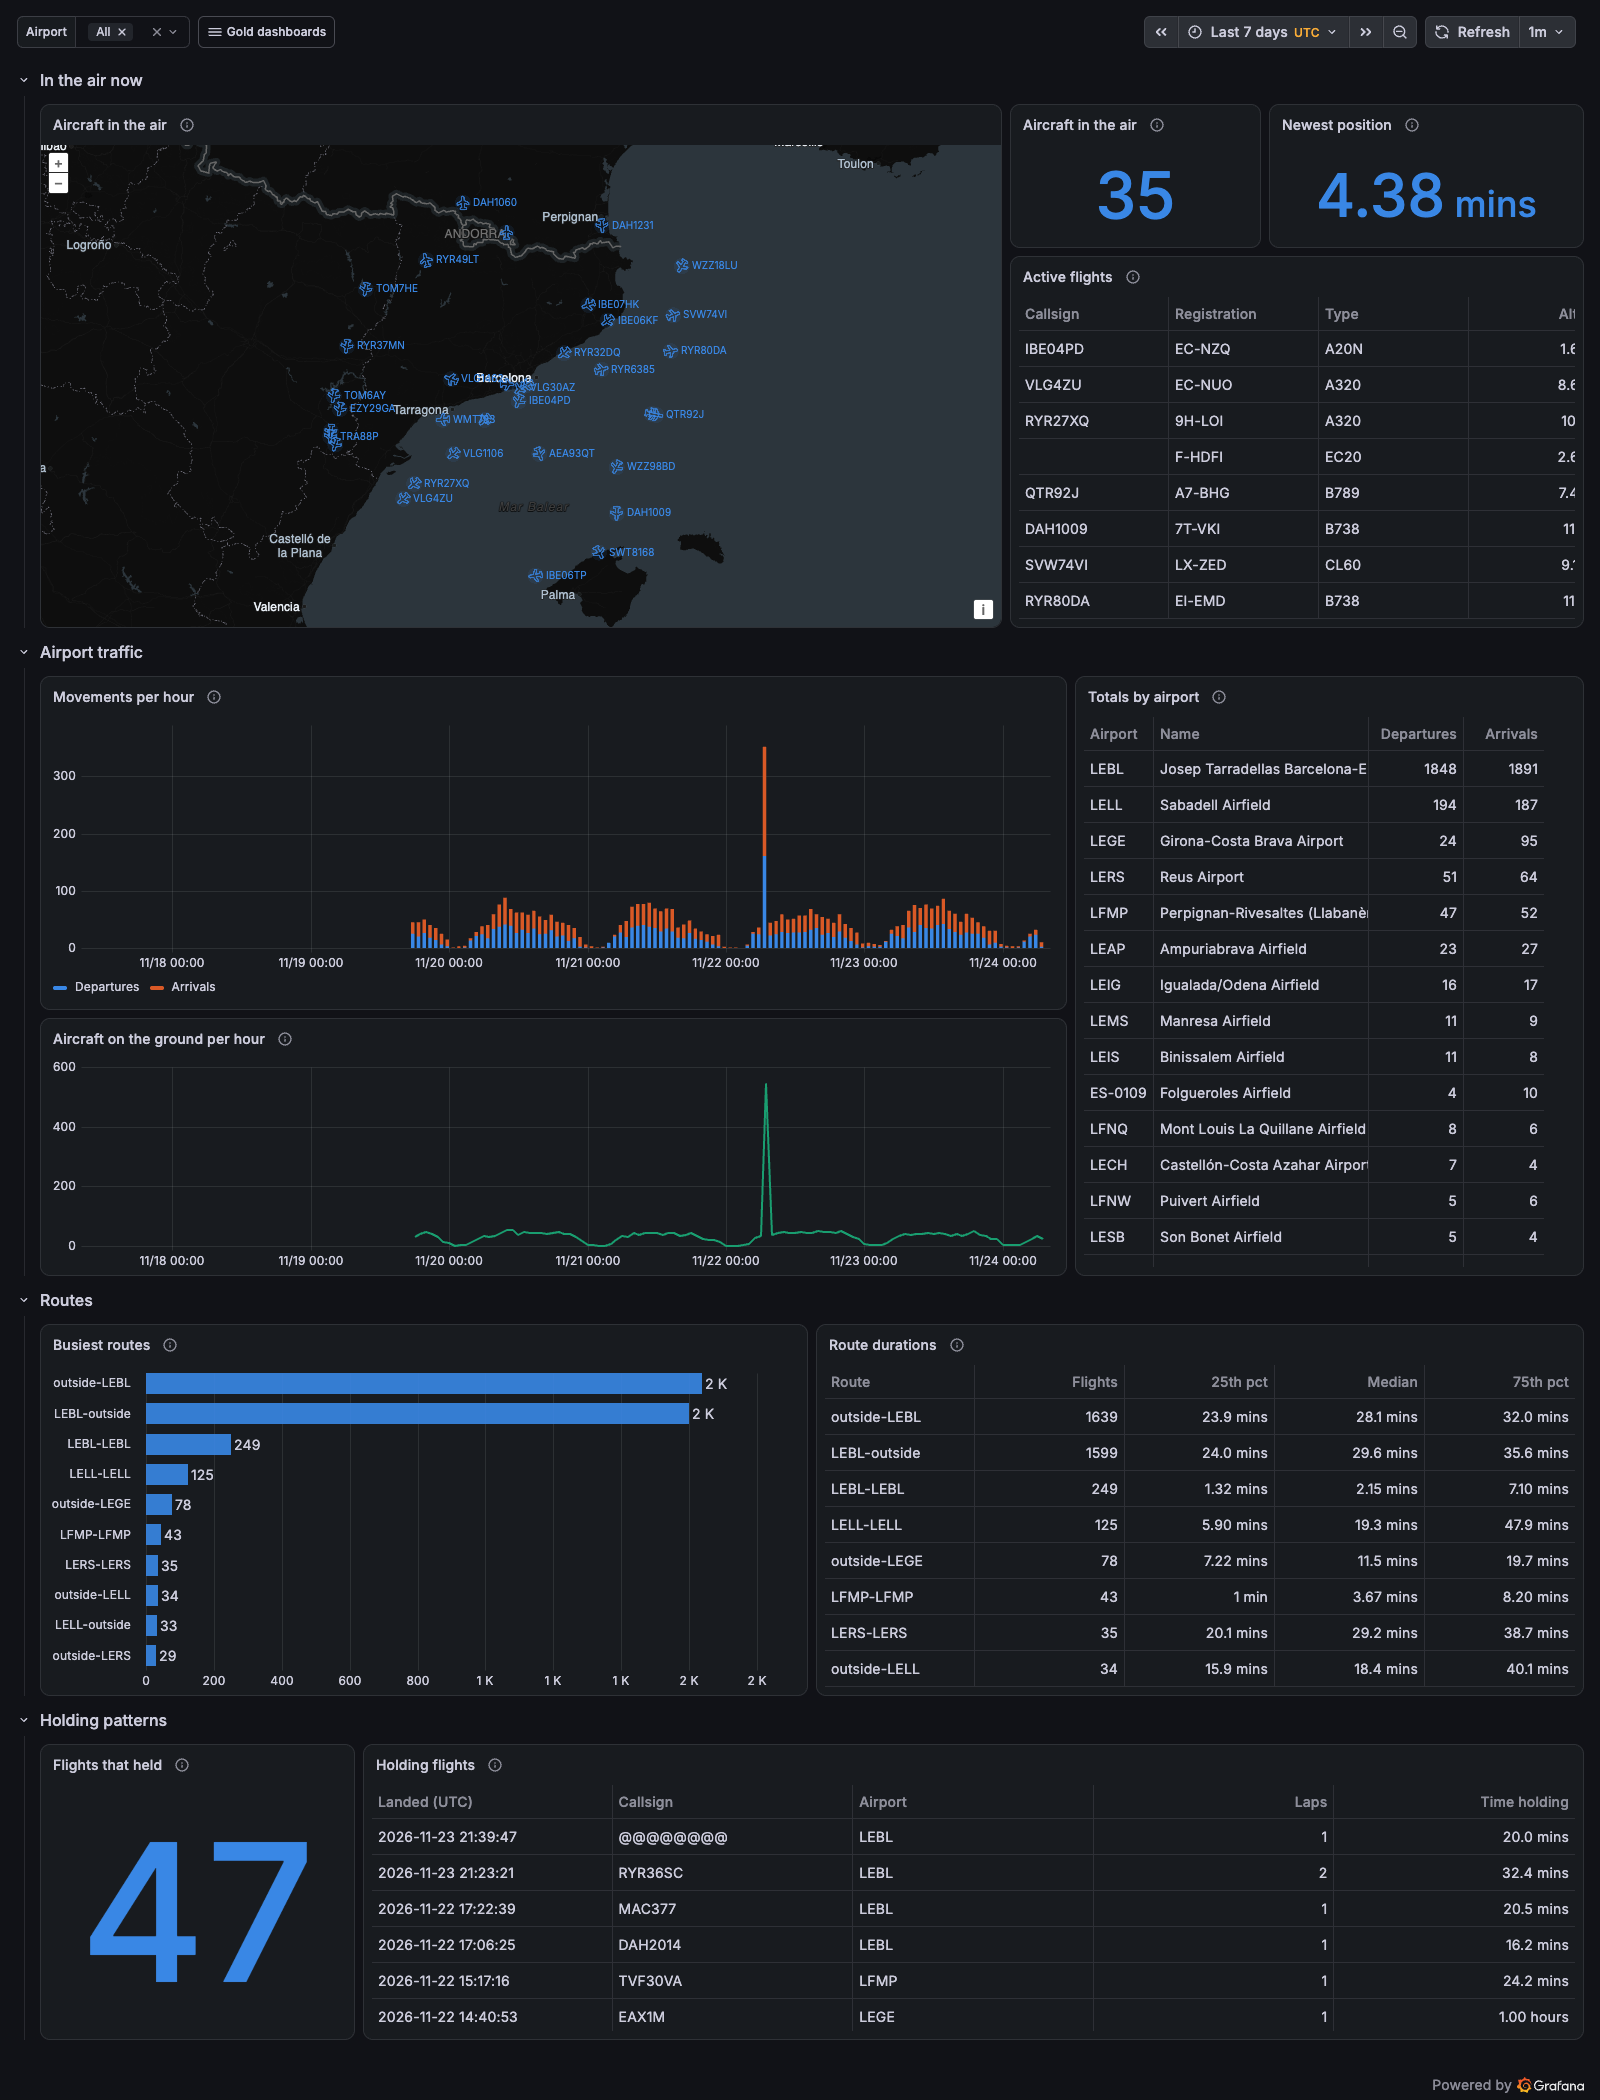 Airport All
Gold dashboards
Last 7 days UTC
Refresh 1m
In the air now
Aircraft in the air
+
−
Toulon
DAH1060
Perpignan
DAH1231
ANDORRA
Logroño
RYR49LT
WZZ18LU
TOM7HE
IBE07HK
IBE06KF
SVW74VI
RYR37MN
RYR32DQ
RYR80DA
RYR6385
Barcelona
VLG30AZ
TOM6AY
IBE04PD
EZY29GA
Tarragona
QTR92J
TRA88P
VLG1106
AEA93QT
WZZ98BD
RYR27XQ
VLG4ZU
Mar Balear
DAH1009
Castelló de
la Plana
SWT8168
IBE06TP
Palma
Valencia
i
Aircraft in the air
35
Newest position
4.38 mins
Active flights
Callsign Registration Type Alt
IBE04PD EC-NZQ A20N 1.6
VLG4ZU EC-NUO A320 8.6
RYR27XQ 9H-LOI A320 10
F-HDFI EC20 2.6
QTR92J A7-BHG B789 7.4
DAH1009 7T-VKI B738 11
SVW74VI LX-ZED CL60 9.
RYR80DA EI-EMD B738 11
Airport traffic
Movements per hour
300
200
100
0
11/18 00:00 11/19 00:00 11/20 00:00 11/21 00:00 11/22 00:00 11/23 00:00 11/24 00:00
Departures Arrivals
Aircraft on the ground per hour
600
400
200
0
11/18 00:00 11/19 00:00 11/20 00:00 11/21 00:00 11/22 00:00 11/23 00:00 11/24 00:00
Totals by airport
Airport Name Departures Arrivals
LEBL Josep Tarradellas Barcelona-E 1848 1891
LELL Sabadell Airfield 194 187
LEGE Girona-Costa Brava Airport 24 95
LERS Reus Airport 51 64
LFMP Perpignan-Rivesaltes (Llabanè 47 52
LEAP Ampuriabrava Airfield 23 27
LEIG Igualada/Odena Airfield 16 17
LEMS Manresa Airfield 11 9
LEIS Binissalem Airfield 11 8
ES-0109 Folgueroles Airfield 4 10
LFNQ Mont Louis La Quillane Airfield 8 6
LECH Castellón-Costa Azahar Airport 7 4
LFNW Puivert Airfield 5 6
LESB Son Bonet Airfield 5 4
Routes
Busiest routes
outside-LEBL 2 K
LEBL-outside 2 K
LEBL-LEBL 249
LELL-LELL 125
outside-LEGE 78
LFMP-LFMP 43
LERS-LERS 35
outside-LELL 34
LELL-outside 33
outside-LERS 29
0 200 400 600 800 1 K 1 K 1 K 2 K 2 K
Route durations
Route Flights 25th pct Median 75th pct
outside-LEBL 1639 23.9 mins 28.1 mins 32.0 mins
LEBL-outside 1599 24.0 mins 29.6 mins 35.6 mins
LEBL-LEBL 249 1.32 mins 2.15 mins 7.10 mins
LELL-LELL 125 5.90 mins 19.3 mins 47.9 mins
outside-LEGE 78 7.22 mins 11.5 mins 19.7 mins
LFMP-LFMP 43 1 min 3.67 mins 8.20 mins
LERS-LERS 35 20.1 mins 29.2 mins 38.7 mins
outside-LELL 34 15.9 mins 18.4 mins 40.1 mins
Holding patterns
Flights that held
47
Holding flights
Landed (UTC) Callsign Airport Laps Time holding
2026-11-23 21:39:47 @@@@@@@@ LEBL 1 20.0 mins
2026-11-23 21:23:21 RYR36SC LEBL 2 32.4 mins
2026-11-22 17:22:39 MAC377 LEBL 1 20.5 mins
2026-11-22 17:06:25 DAH2014 LEBL 1 16.2 mins
2026-11-22 15:17:16 TVF30VA LFMP 1 24.2 mins
2026-11-22 14:40:53 EAX1M LEGE 1 1.00 hours
Powered by Grafana